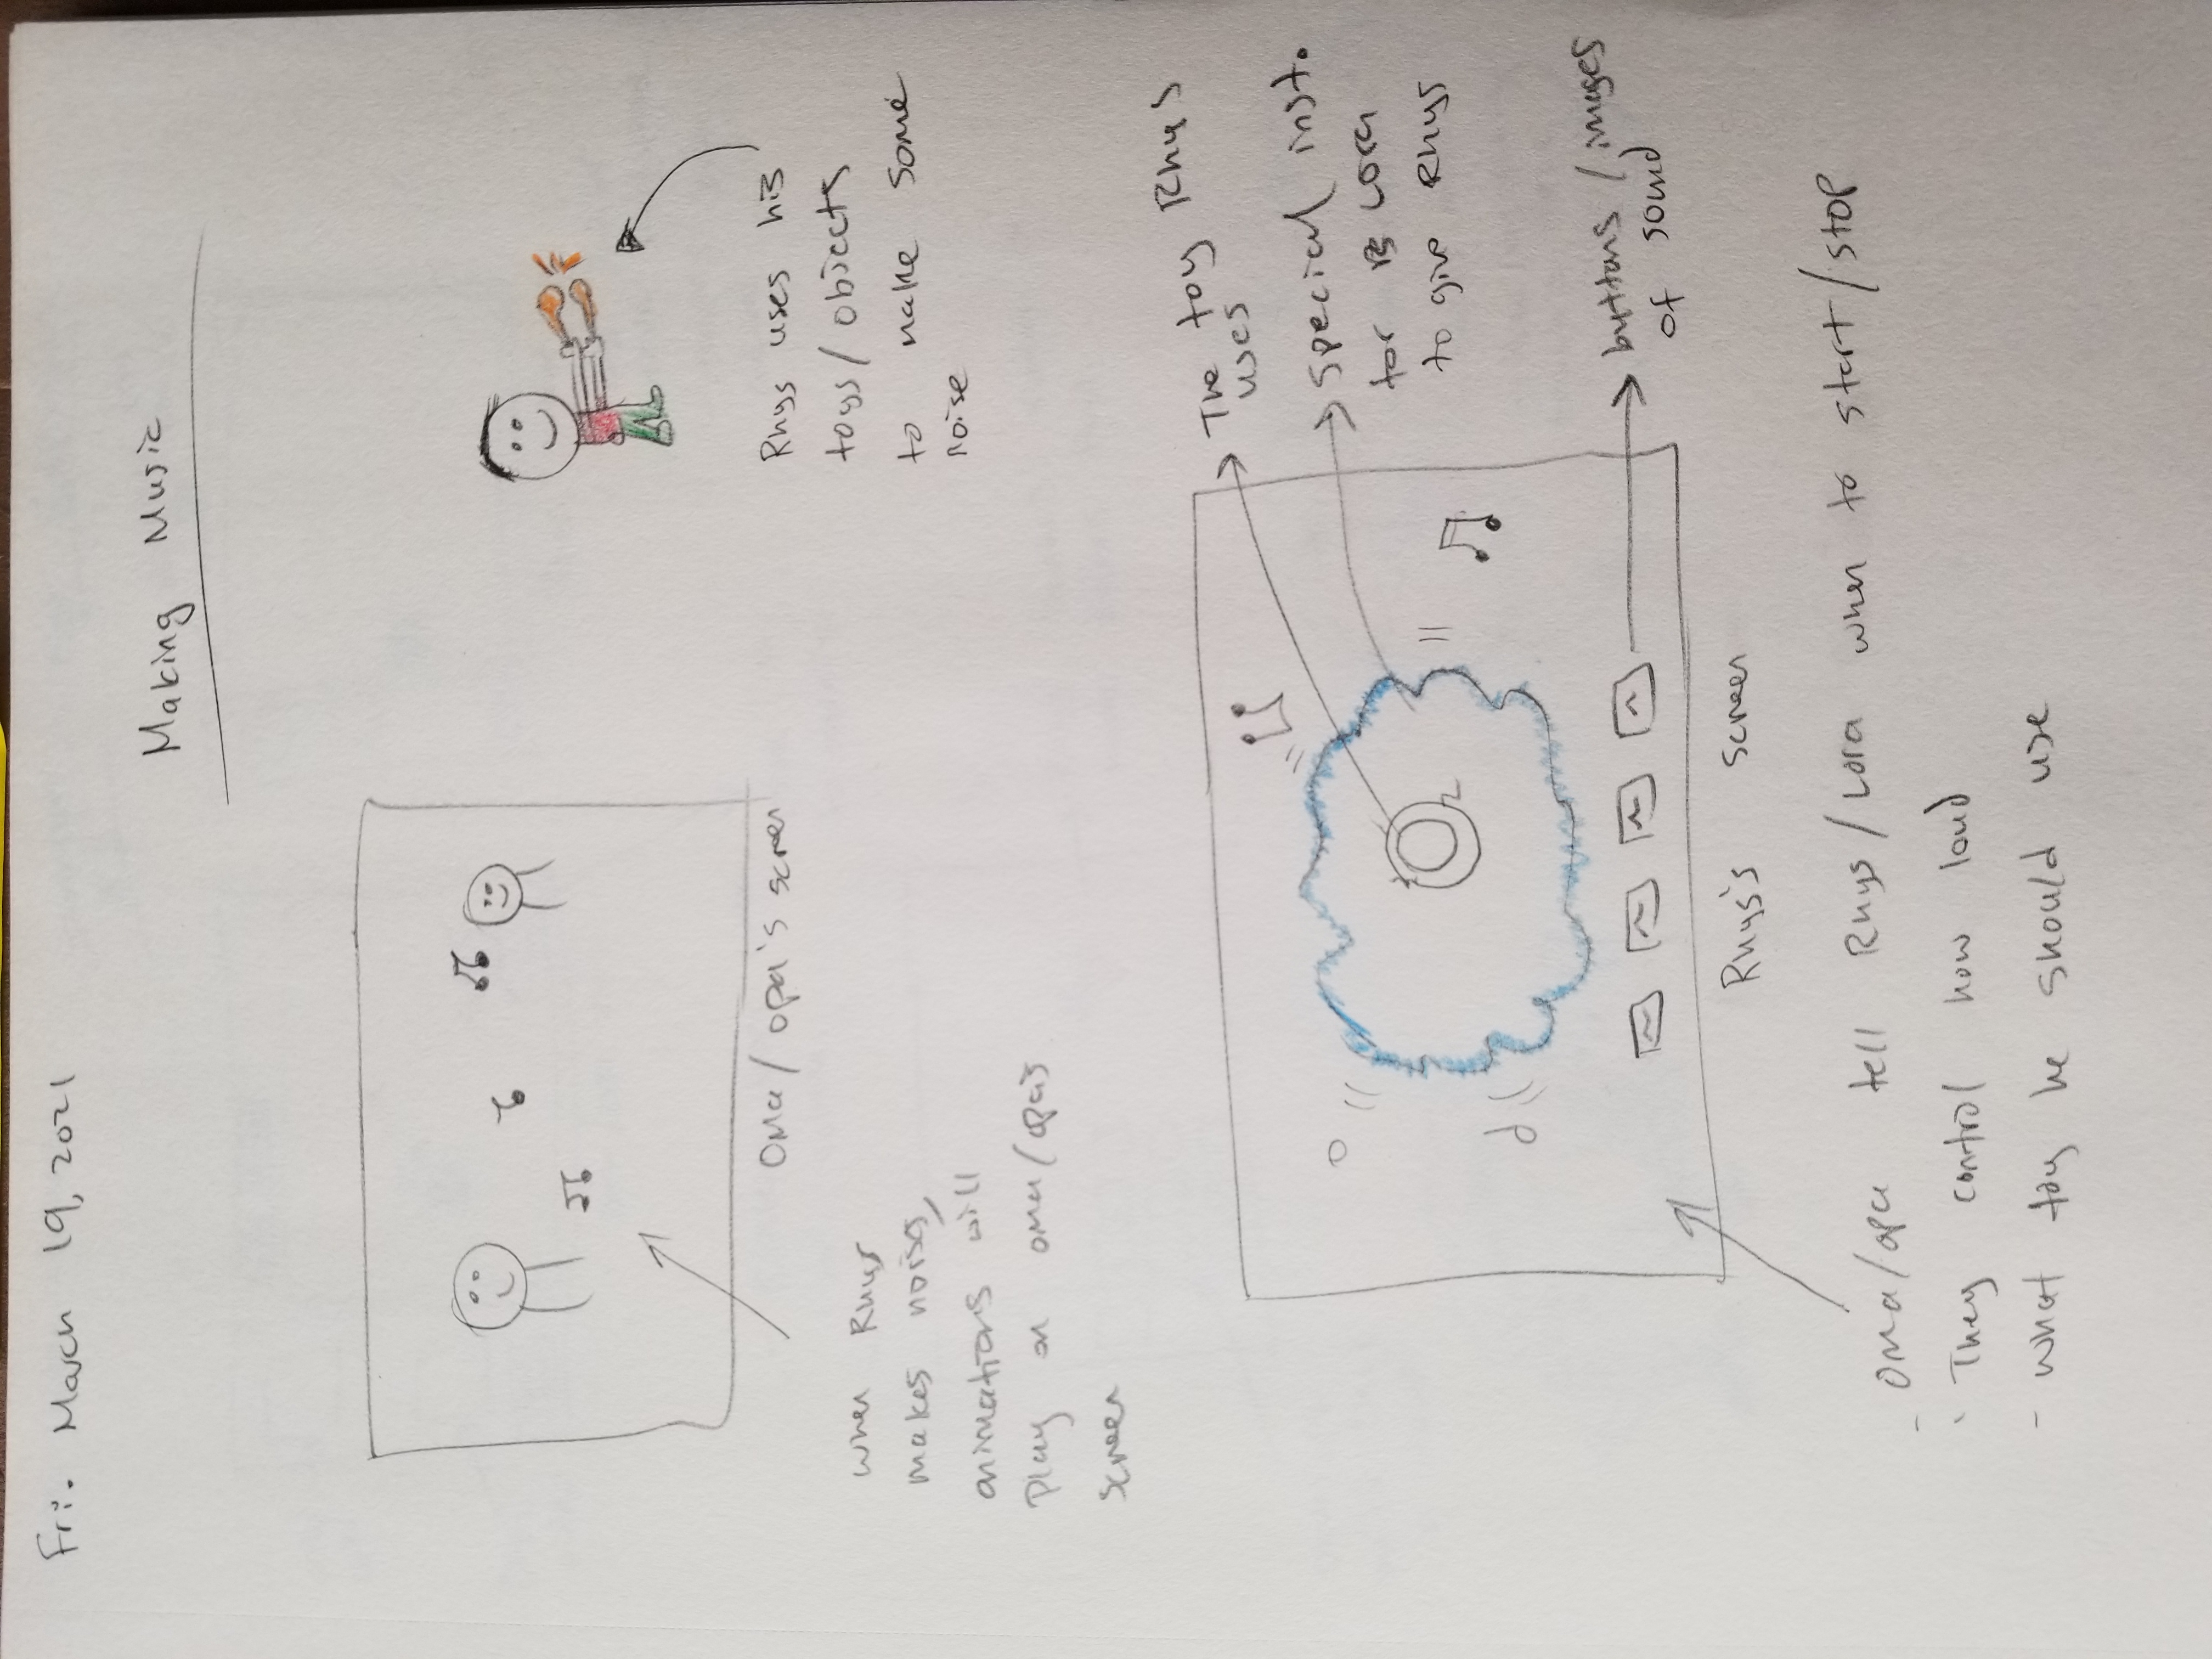 Fri. March 19, 2021
Making Music
Oma/opa's screen
when Rhys
makes noises,
animations will
Play on oma/opa's
screen
Rhys uses his
toys/objects
to make some
noise
The toy Rhys
uses
special inst.
for Lora
to give Rhys
buttons/images
of sound
Rhys's screen
- Oma/opa tell Rhys/Lora when to start/stop
- They control how loud
- what toy he should use